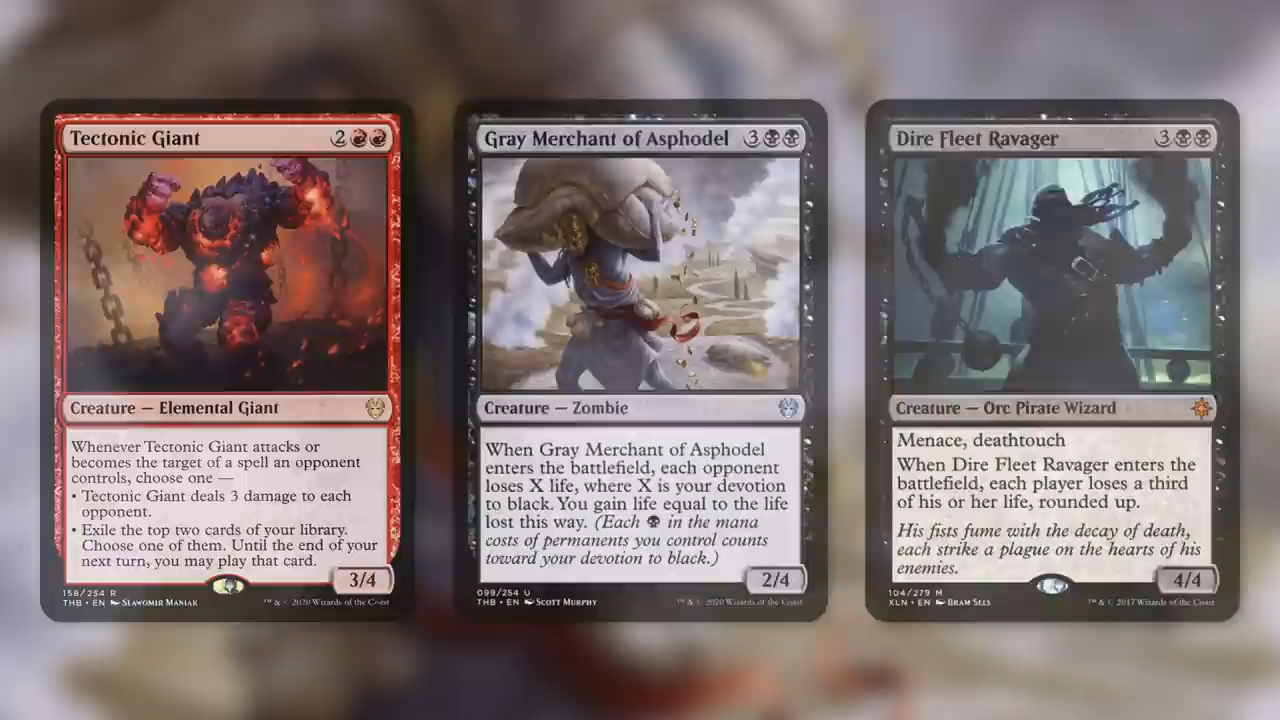 Tectonic Giant 2
Creature — Elemental Giant
Whenever Tectonic Giant attacks or
becomes the target of a spell an opponent
controls, choose one —
• Tectonic Giant deals 3 damage to each
opponent.
• Exile the top two cards of your library.
Choose one of them. Until the end of your
next turn, you may play that card.
3/4
158/254 R
THB • EN Slawomir Maniak ™ & © 2020 Wizards of the Coast
Gray Merchant of Asphodel 3
Creature — Zombie
When Gray Merchant of Asphodel
enters the battlefield, each opponent
loses X life, where X is your devotion
to black. You gain life equal to the life
lost this way. (Each in the mana
costs of permanents you control counts
toward your devotion to black.)
2/4
099/254 U
THB • EN Scott Murphy ™ & © 2020 Wizards of the Coast
Dire Fleet Ravager 3
Creature — Orc Pirate Wizard
Menace, deathtouch
When Dire Fleet Ravager enters the
battlefield, each player loses a third
of his or her life, rounded up.
His fists fume with the decay of death,
each strike a plague on the hearts of his
enemies.
4/4
104/279 M
XLN • EN Bram Sels ™ & © 2017 Wizards of the Coast